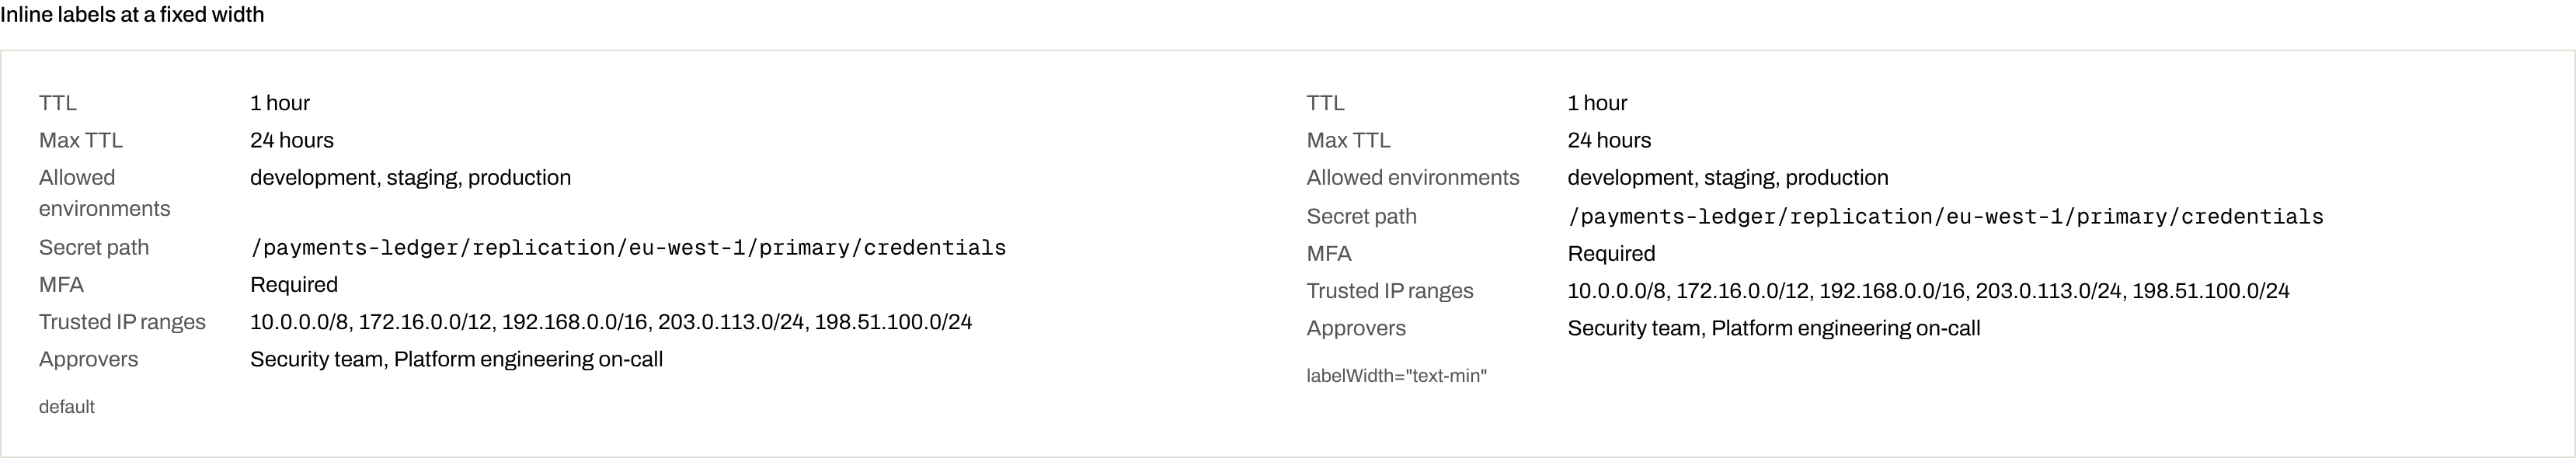 Inline labels at a fixed width
TTL 1 hour
Max TTL 24 hours
Allowed development, staging, production
environments
Secret path /payments-ledger/replication/eu-west-1/primary/credentials
MFA Required
Trusted IP ranges 10.0.0.0/8, 172.16.0.0/12, 192.168.0.0/16, 203.0.113.0/24, 198.51.100.0/24
Approvers Security team, Platform engineering on-call
default
TTL 1 hour
Max TTL 24 hours
Allowed environments development, staging, production
Secret path /payments-ledger/replication/eu-west-1/primary/credentials
MFA Required
Trusted IP ranges 10.0.0.0/8, 172.16.0.0/12, 192.168.0.0/16, 203.0.113.0/24, 198.51.100.0/24
Approvers Security team, Platform engineering on-call
labelWidth="text-min"